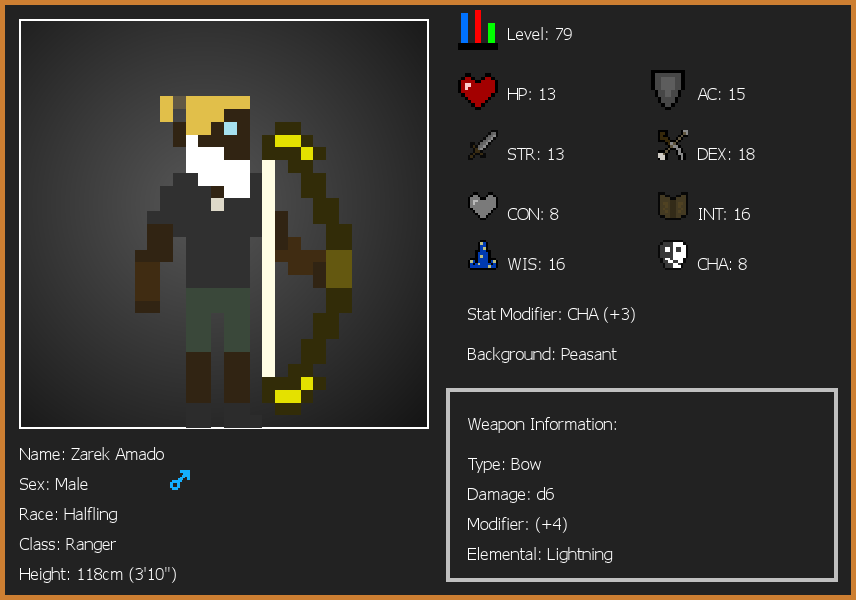 Level: 79
HP: 13
AC: 15
STR: 13
DEX: 18
CON: 8
INT: 16
WIS: 16
CHA: 8
Stat Modifier: CHA (+3)
Background: Peasant
Weapon Information:
Type: Bow
Damage: d6
Modifier: (+4)
Elemental: Lightning
Name: Zarek Amado
Sex: Male
Race: Halfling
Class: Ranger
Height: 118cm (3'10")